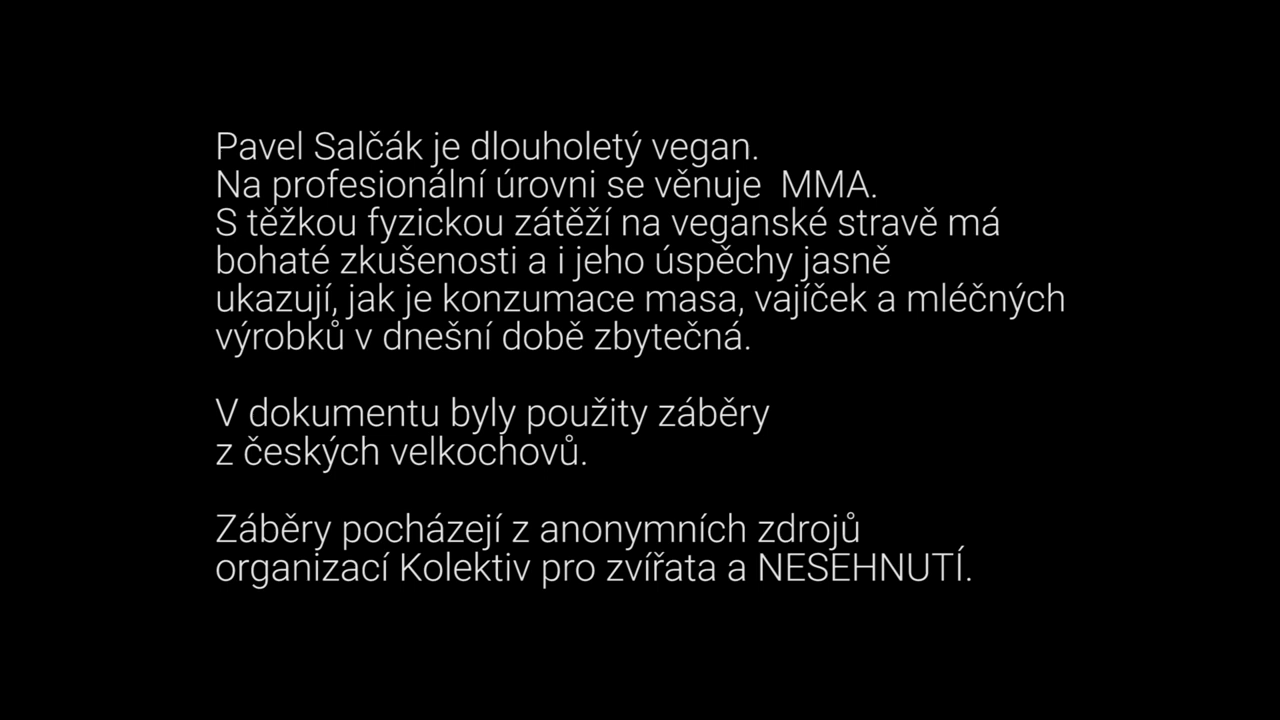 Pavel Salčák je dlouholetý vegan.
Na profesionální úrovni se věnuje  MMA.
S těžkou fyzickou zátěží na veganské stravě má
bohaté zkušenosti a i jeho úspěchy jasně
ukazují, jak je konzumace masa, vajíček a mléčných
výrobků v dnešní době zbytečná.
V dokumentu byly použity záběry
z českých velkochovů.
Záběry pocházejí z anonymních zdrojů
organizací Kolektiv pro zvířata a NESEHNUTÍ.